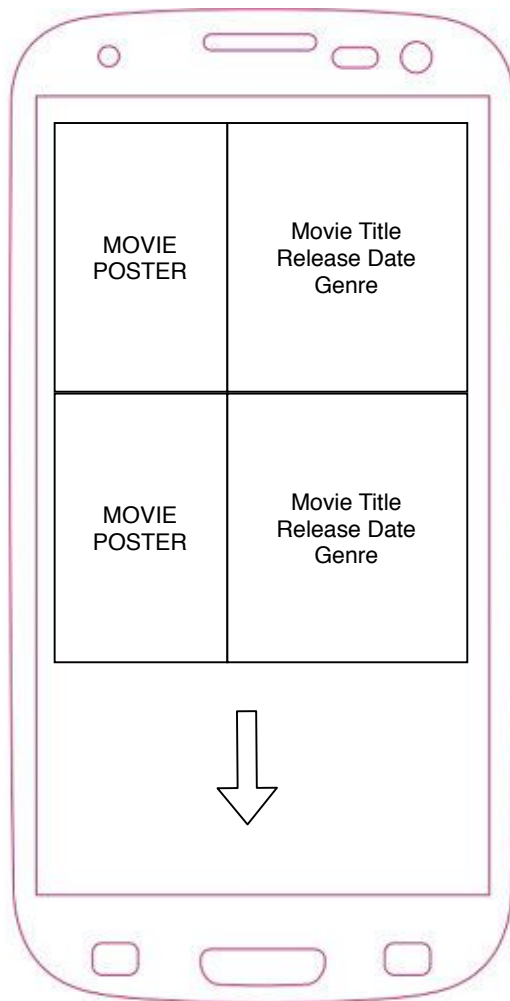 MOVIE
POSTER
Movie Title
Release Date
Genre
MOVIE
POSTER
Movie Title
Release Date
Genre